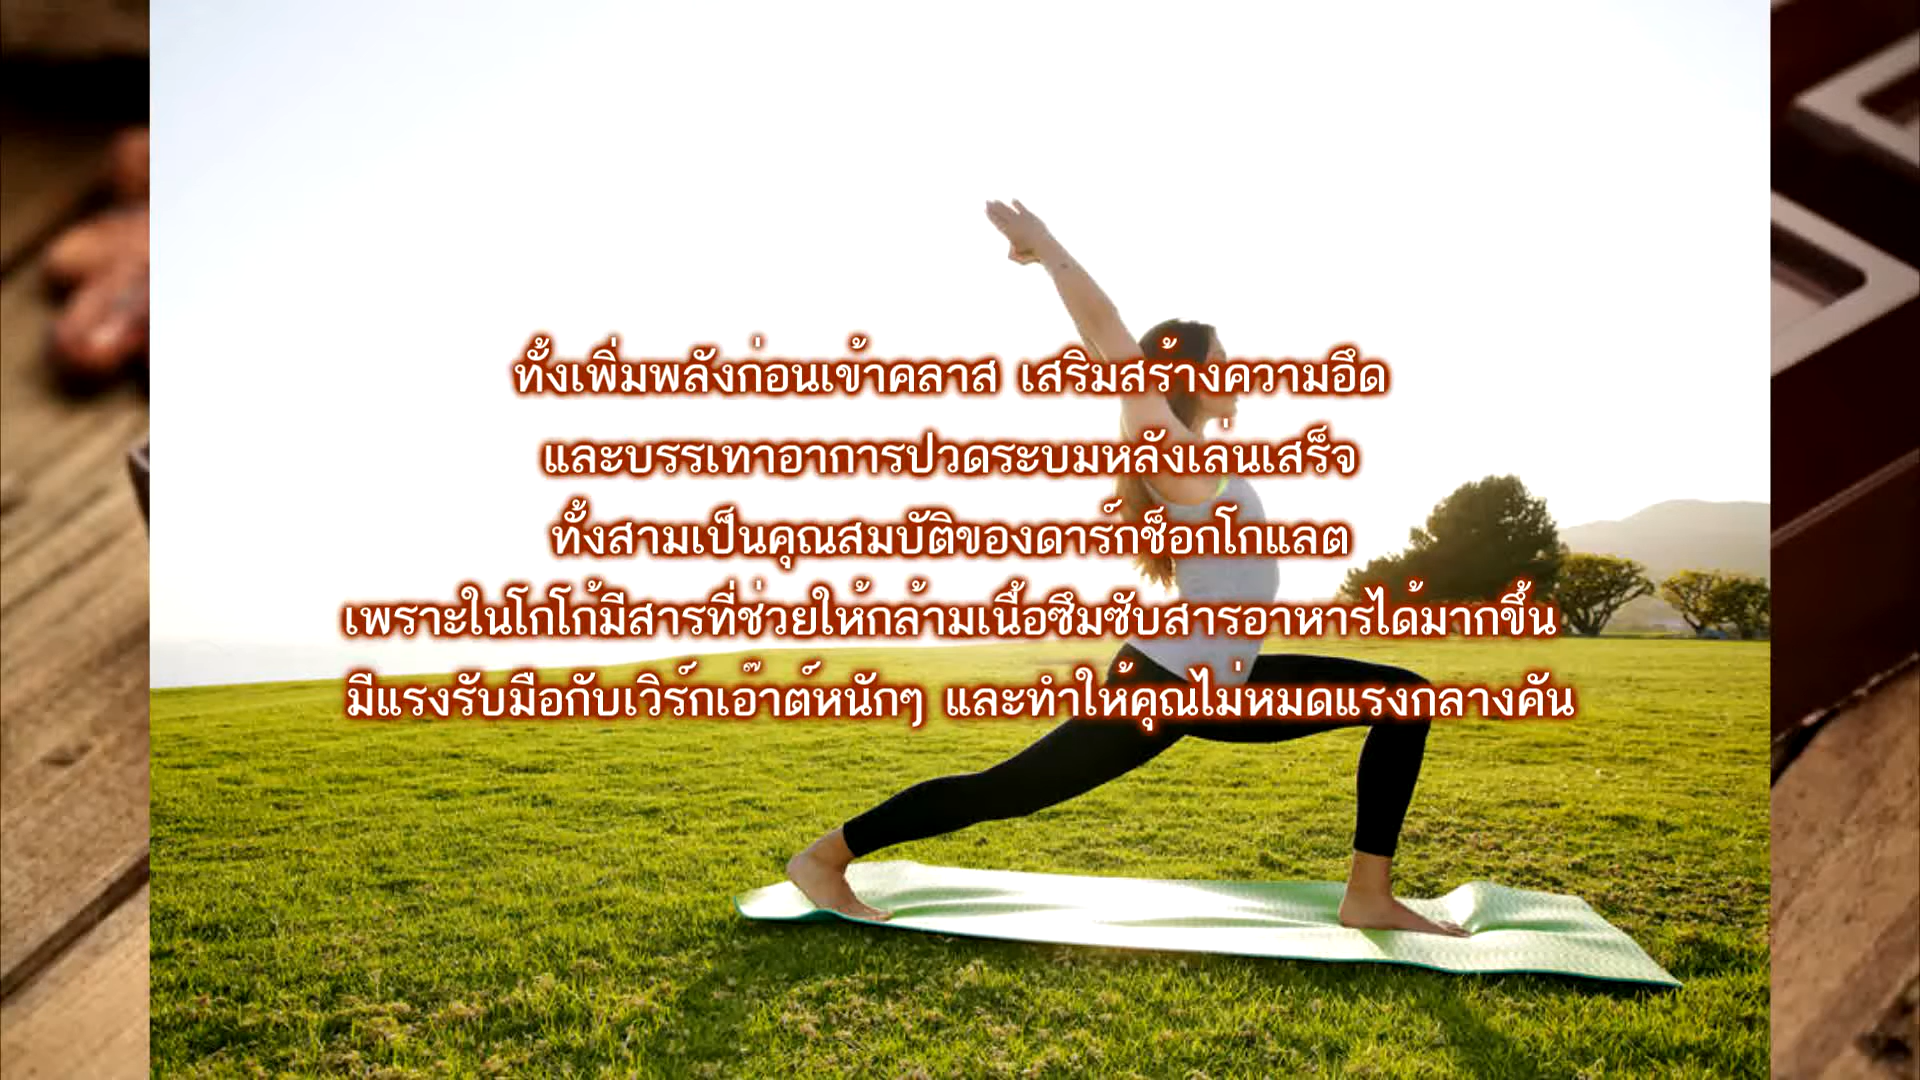 ทั้งเพิ่มพลังก่อนเข้าคลาส เสริมสร้างความอึด
และบรรเทาอาการปวดระบมหลังเล่นเสร็จ
ทั้งสามเป็นคุณสมบัติของดาร์กช็อกโกแลต
เพราะในโกโก้มีสารที่ช่วยให้กล้ามเนื้อซึมซับสารอาหารได้มากขึ้น
มีแรงรับมือกับเวิร์กเอ๊าต์หนักๆ และทำให้คุณไม่หมดแรงกลางคัน